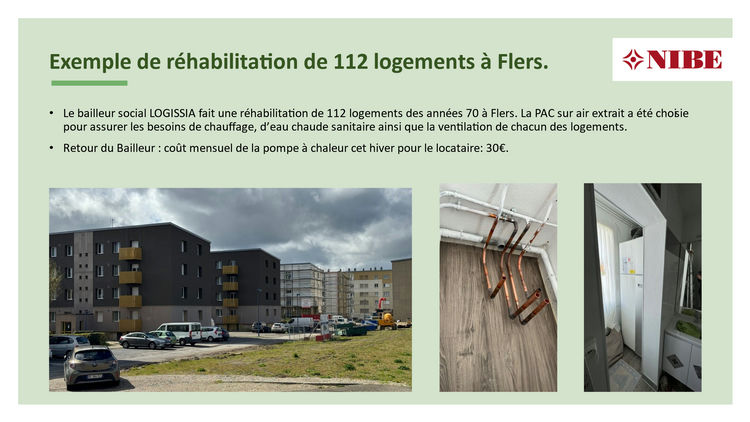 Exemple de réhabilitation de 112 logements à Flers.
NIBE
• Le bailleur social LOGISSIA fait une réhabilitation de 112 logements des années 70 à Flers. La PAC sur air extrait a été choisie
pour assurer les besoins de chauffage, d’eau chaude sanitaire ainsi que la ventilation de chacun des logements.
• Retour du Bailleur : coût mensuel de la pompe à chaleur cet hiver pour le locataire: 30€.